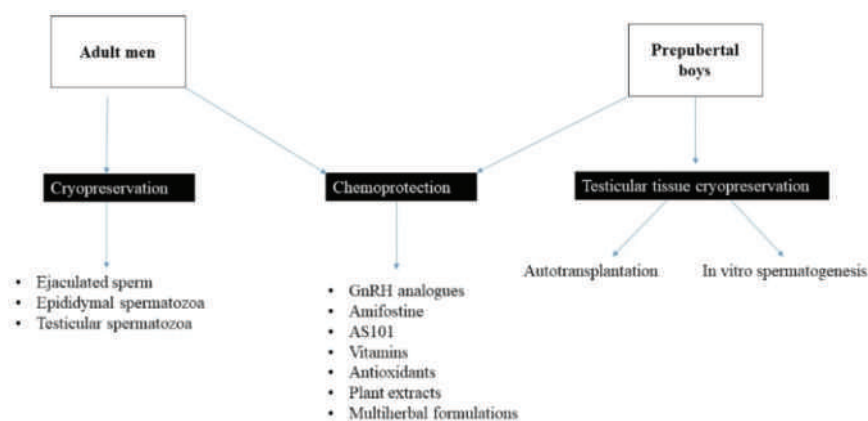 Adult men
Prepubertal
boys
Cryopreservation
Chemoprotection
Testicular tissue cryopreservation
• Ejaculated sperm
• Epididymal spermatozoa
• Testicular spermatozoa
• GnRH analogues
• Amifostine
• AS101
• Vitamins
• Antioxidants
• Plant extracts
• Multiherbal formulations
Autotransplantation
In vitro spermatogenesis